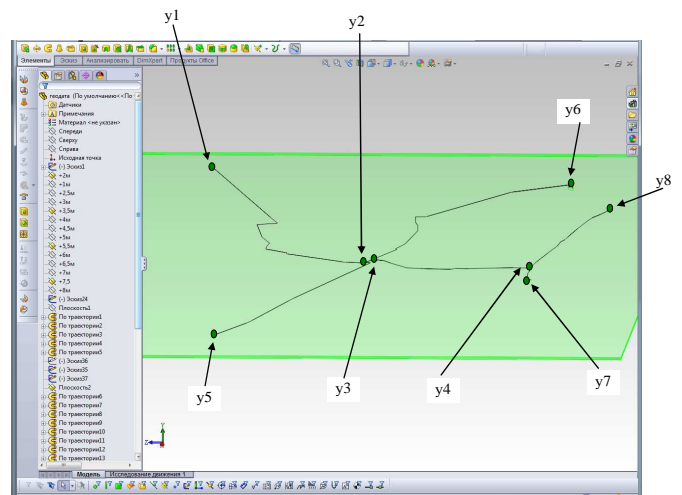 y1
y2
Элементы Эскиз Анализировать DimXpert Продукты Office
геодата (По умолчанию<<По
Датчики
Примечания
Материал <не указан>
Спереди
Сверху
Справа
Исходная точка
(-) Эскиз1
+2м
+1м
+2,5м
+3м
+3,5м
+4м
+4,5м
+5м
+5,5м
+6м
+6,5м
+7м
+7,5
+8м
(-) Эскиз24
Плоскость1
По траектории1
По траектории2
По траектории3
По траектории4
По траектории5
(-) Эскиз36
(-) Эскиз35
(-) Эскиз37
Плоскость2
По траектории6
По траектории7
По траектории8
По траектории9
По траектории10
По траектории11
По траектории12
По траектории13
y6
y8
y5
y3
y4
y7
Y
Z
Модель Исследование движения 1